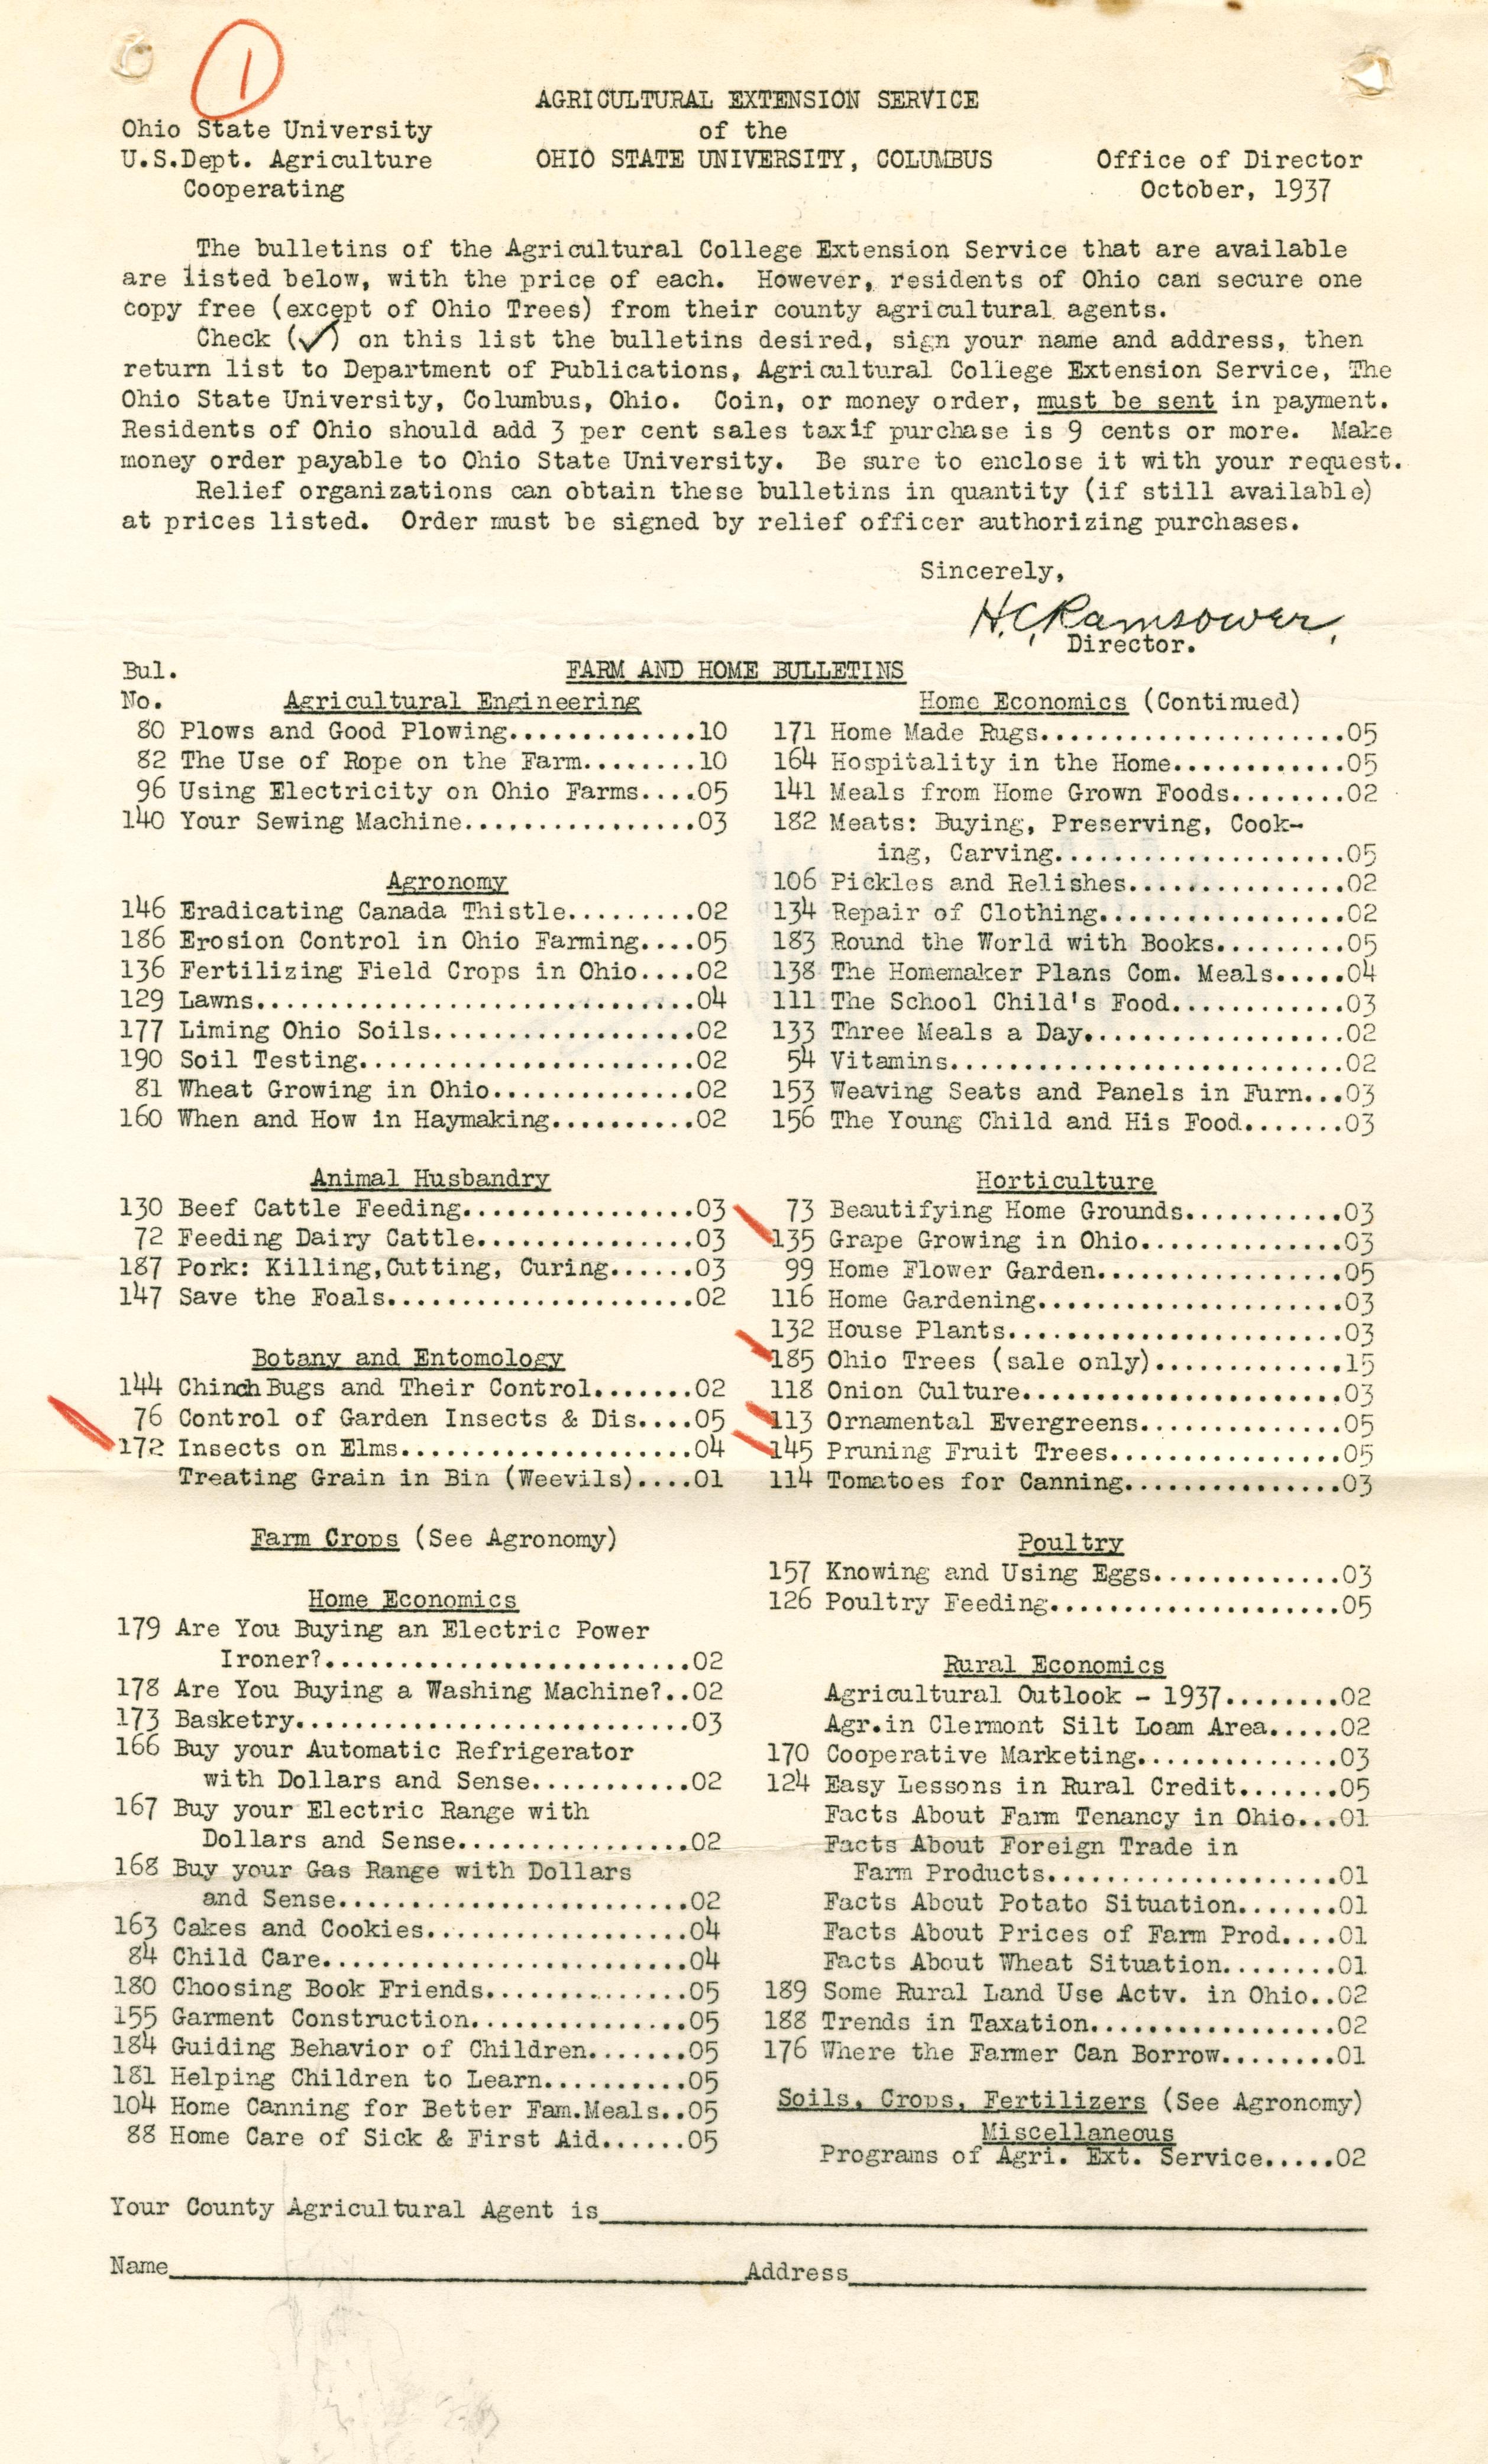 1
AGRICULTURAL EXTENSION SERVICE
Ohio State University of the
U.S.Dept. Agriculture OHIO STATE UNIVERSITY, COLUMBUS Office of Director
Cooperating October, 1937
The bulletins of the Agricultural College Extension Service that are available
are listed below, with the price of each. However, residents of Ohio can secure one
copy free (except of Ohio Trees) from their county agricultural agents.
Check (✓) on this list the bulletins desired, sign your name and address, then
return list to Department of Publications, Agricultural College Extension Service, The
Ohio State University, Columbus, Ohio. Coin, or money order, must be sent in payment.
Residents of Ohio should add 3 per cent sales taxif purchase is 9 cents or more. Make
money order payable to Ohio State University. Be sure to enclose it with your request.
Relief organizations can obtain these bulletins in quantity (if still available)
at prices listed. Order must be signed by relief officer authorizing purchases.
Sincerely,
H.C. Ramsower,
Director.
Bul. FARM AND HOME BULLETINS
No. Agricultural Engineering
80 Plows and Good Plowing.............10
82 The Use of Rope on the Farm........10
96 Using Electricity on Ohio Farms....05
140 Your Sewing Machine................03
Agronomy
146 Eradicating Canada Thistle.........02
186 Erosion Control in Ohio Farming....05
136 Fertilizing Field Crops in Ohio....02
129 Lawns..............................04
177 Liming Ohio Soils..................02
190 Soil Testing.......................02
81 Wheat Growing in Ohio..............02
160 When and How in Haymaking..........02
Animal Husbandry
130 Beef Cattle Feeding................03
72 Feeding Dairy Cattle...............03
187 Pork: Killing,Cutting, Curing......03
147 Save the Foals.....................02
Botany and Entomology
144 Chinch Bugs and Their Control.......02
76 Control of Garden Insects & Dis....05
172 Insects on Elms....................04
Treating Grain in Bin (Weevils)....01
Farm Crops (See Agronomy)
Home Economics
179 Are You Buying an Electric Power
Ironer?.........................02
178 Are You Buying a Washing Machine?..02
173 Basketry...........................03
166 Buy your Automatic Refrigerator
with Dollars and Sense...........02
167 Buy your Electric Range with
Dollars and Sense................02
168 Buy your Gas Range with Dollars
and Sense........................02
163 Cakes and Cookies..................04
84 Child Care.........................04
180 Choosing Book Friends..............05
155 Garment Construction...............05
184 Guiding Behavior of Children.......05
181 Helping Children to Learn..........05
104 Home Canning for Better Fam.Meals..05
88 Home Care of Sick & First Aid......05
Home Economics (Continued)
171 Home Made Rugs.....................05
164 Hospitality in the Home............05
141 Meals from Home Grown Foods........02
182 Meats: Buying, Preserving, Cook-
ing, Carving....................05
106 Pickles and Relishes...............02
134 Repair of Clothing.................02
183 Round the World with Books.........05
138 The Homemaker Plans Com. Meals.....04
111 The School Child's Food............03
133 Three Meals a Day..................02
54 Vitamins...........................02
153 Weaving Seats and Panels in Furn...03
156 The Young Child and His Food.......03
Horticulture
73 Beautifying Home Grounds...........03
135 Grape Growing in Ohio..............03
99 Home Flower Garden.................05
116 Home Gardening.....................03
132 House Plants.......................03
185 Ohio Trees (sale only).............15
118 Onion Culture......................03
113 Ornamental Evergreens..............05
145 Pruning Fruit Trees................05
114 Tomatoes for Canning...............03
Poultry
157 Knowing and Using Eggs.............03
126 Poultry Feeding....................05
Rural Economics
Agricultural Outlook - 1937........02
Agr.in Clermont Silt Loam Area.....02
170 Cooperative Marketing..............03
124 Easy Lessons in Rural Credit.......05
Facts About Farm Tenancy in Ohio...01
Facts About Foreign Trade in
Farm Products....................01
Facts About Potato Situation.......01
Facts About Prices of Farm Prod....01
Facts About Wheat Situation........01
189 Some Rural Land Use Actv. in Ohio..02
188 Trends in Taxation.................02
176 Where the Farmer Can Borrow........01
Soils, Crops, Fertilizers (See Agronomy)
Miscellaneous
Programs of Agri. Ext. Service.....02
Your County Agricultural Agent is
Name Address